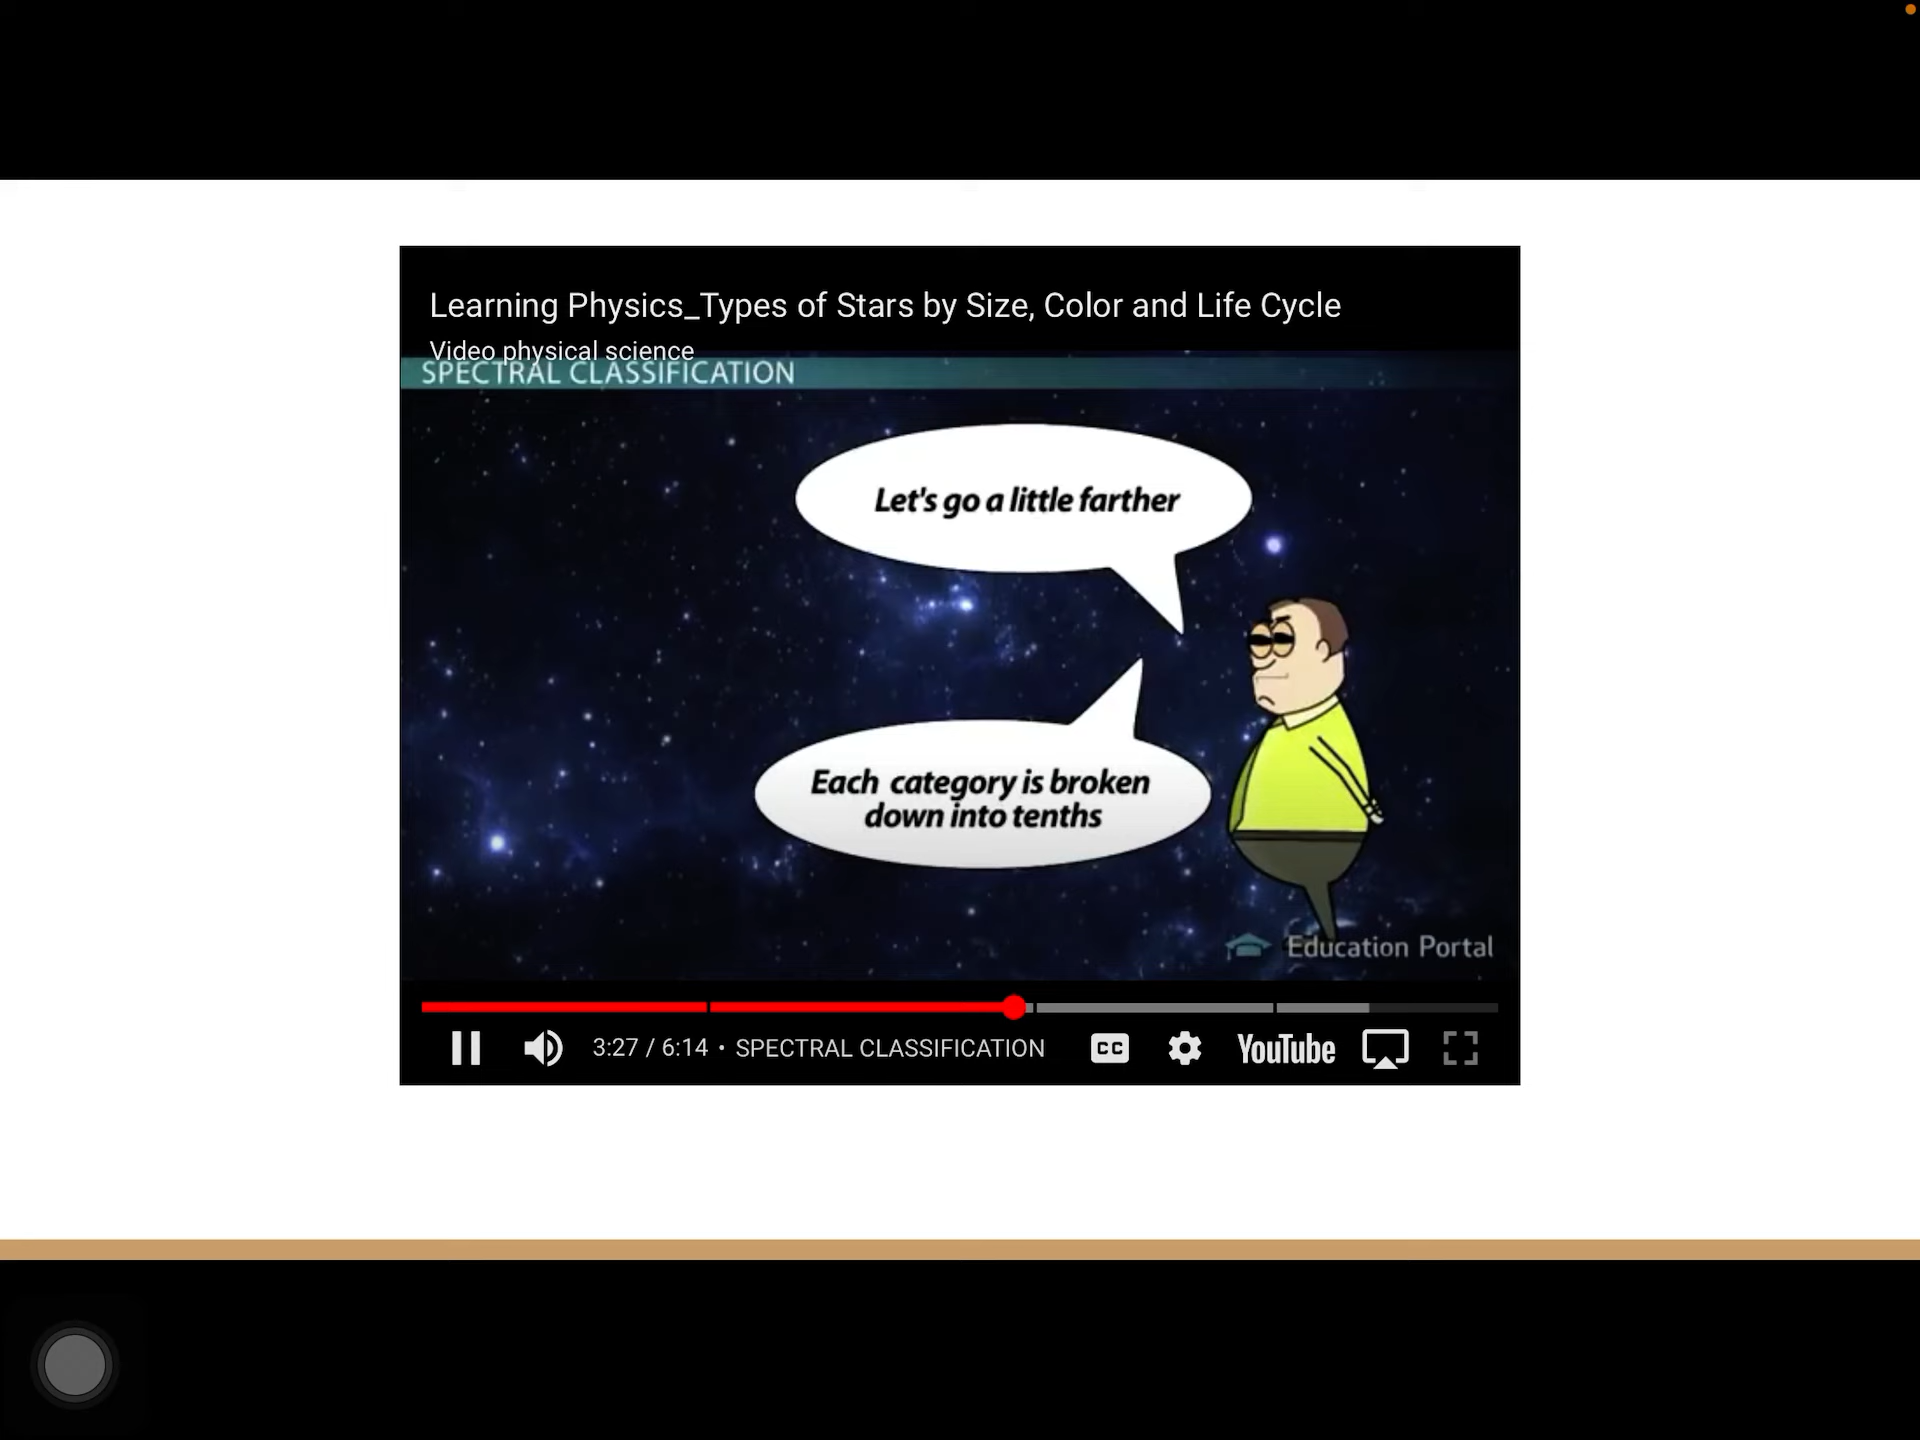 Learning Physics_Types of Stars by Size, Color and Life Cycle
Video physical science
SPECTRAL CLASSIFICATION
Let's go a little farther
Each category is broken
down into tenths
Education Portal
3:27 / 6:14 • SPECTRAL CLASSIFICATION
CC
YouTube